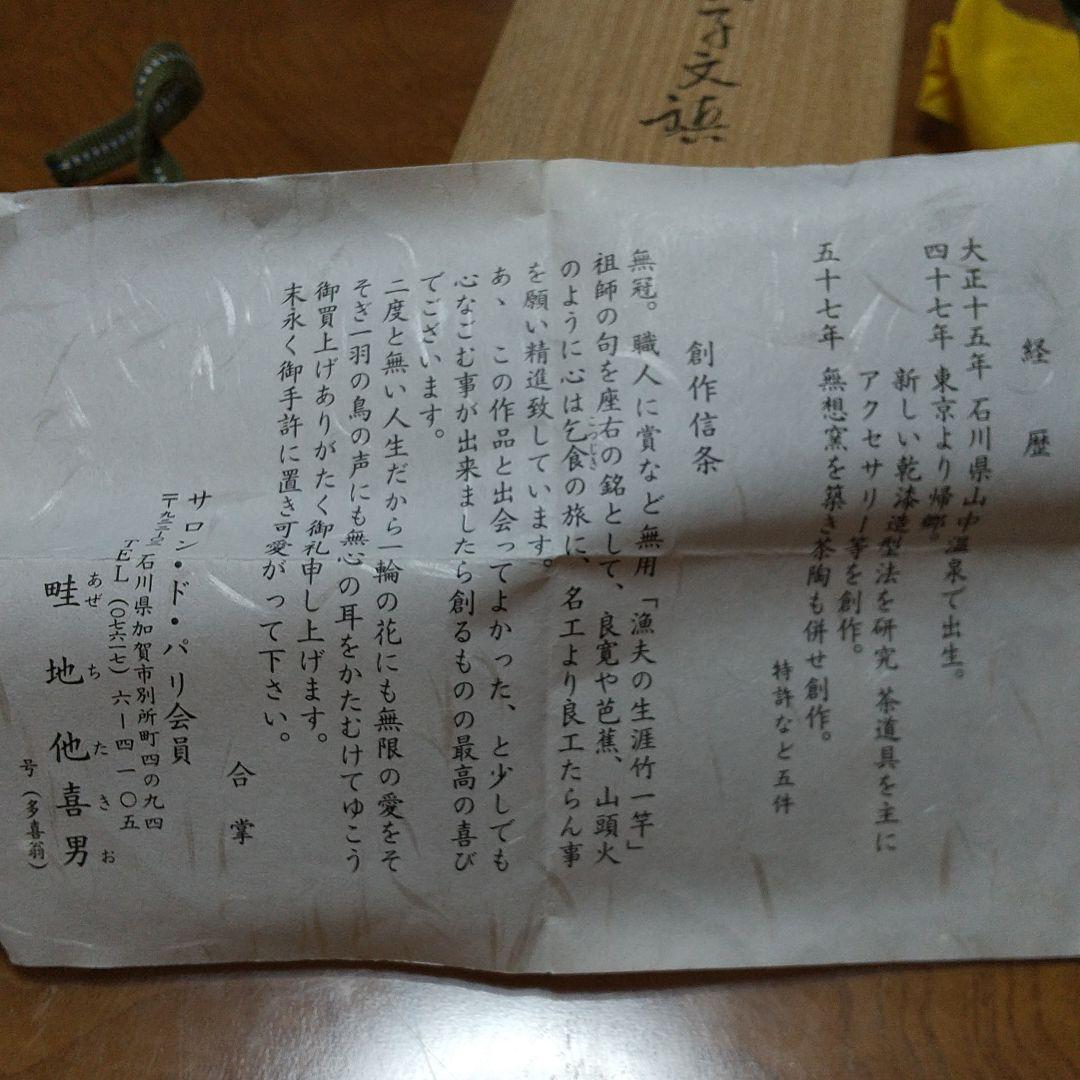 子文旗
経歴
大正十五年 石川県山中温泉で出生。
四十七年 東京より帰郷。
新しい乾漆造型法を研究 茶道具を主に
アクセサリー等を創作。
五十七年 無想窯を築き茶陶も併せ創作。
特許など五件
創作信条
無冠。職人に賞など無用「漁夫の生涯竹一竿」
祖師の句を座右の銘として、良寛や芭蕉、山頭火
のように心は乞食の旅に、名工より良工たらん事
こつじき
を願い精進致しています。
あゝ、この作品と出会ってよかった、と少しでも
心なごむ事が出来ましたら創るものの最高の喜び
でございます。
二度と無い人生だから一輪の花にも無限の愛をそ
そぎ一羽の鳥の声にも無心の耳をかたむけてゆこう
御買上げありがたく御礼申し上げます。
末永く御手許に置き可愛がって下さい。
合掌
サロン・ド・パリ会員
石川県加賀市別所町四の九四
TEL(〇七六一七)六ー四一〇五
畦地他喜男
あぜちたきお
号(多喜翁)